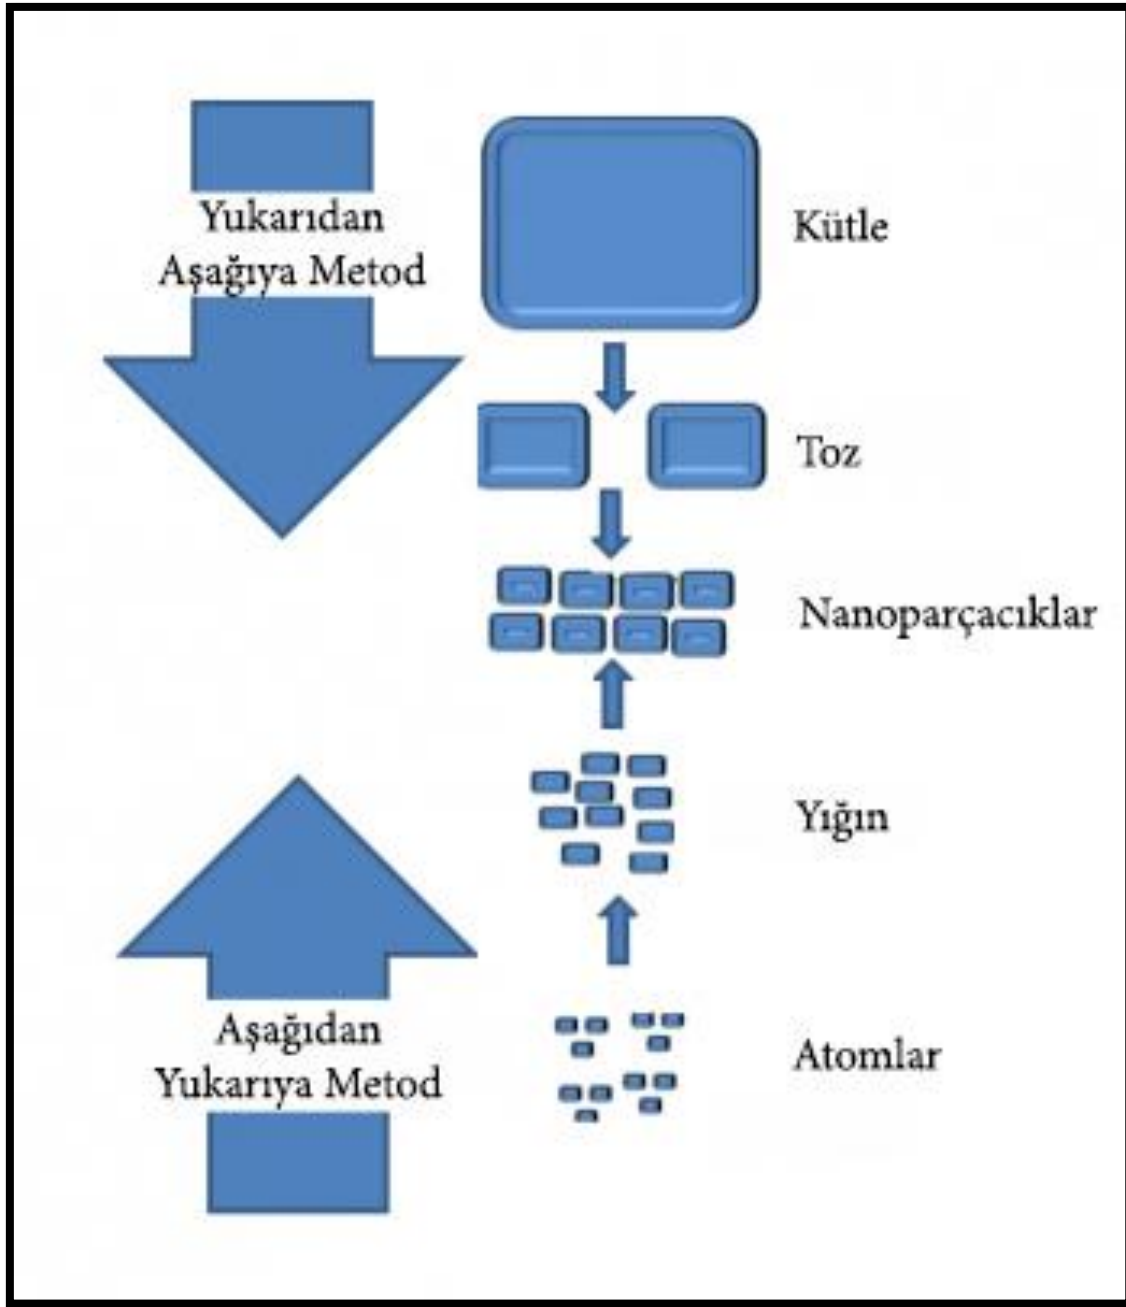 Yukarıdan
Aşağıya Metod
Kütle
Toz
Nanoparçacıklar
Yığın
Aşağıdan
Yukarıya Metod
Atomlar